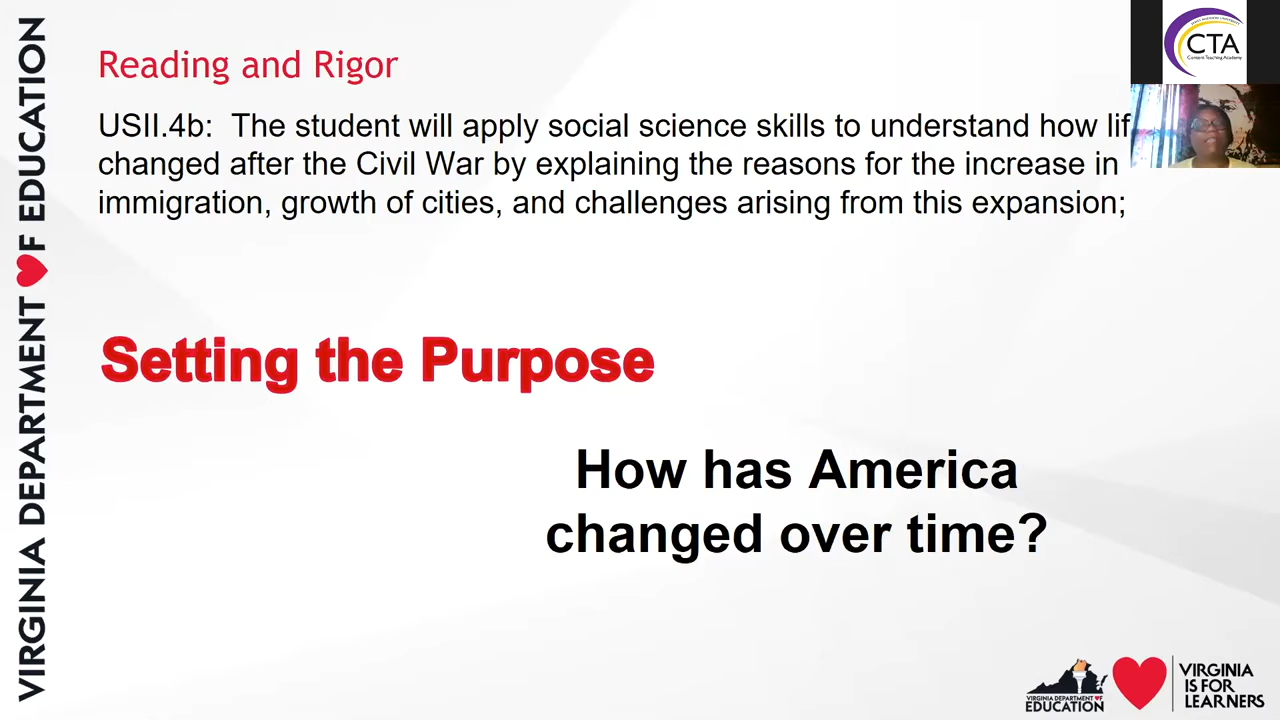 VIRGINIA DEPARTMENT OF EDUCATION
Reading and Rigor
USII.4b: The student will apply social science skills to understand how lif
changed after the Civil War by explaining the reasons for the increase in
immigration, growth of cities, and challenges arising from this expansion;
Setting the Purpose
How has America
changed over time?
JAMES MADISON UNIVERSITY
CTA
Content Teaching Academy
VIRGINIA DEPARTMENT OF
EDUCATION
VIRGINIA
IS FOR
LEARNERS